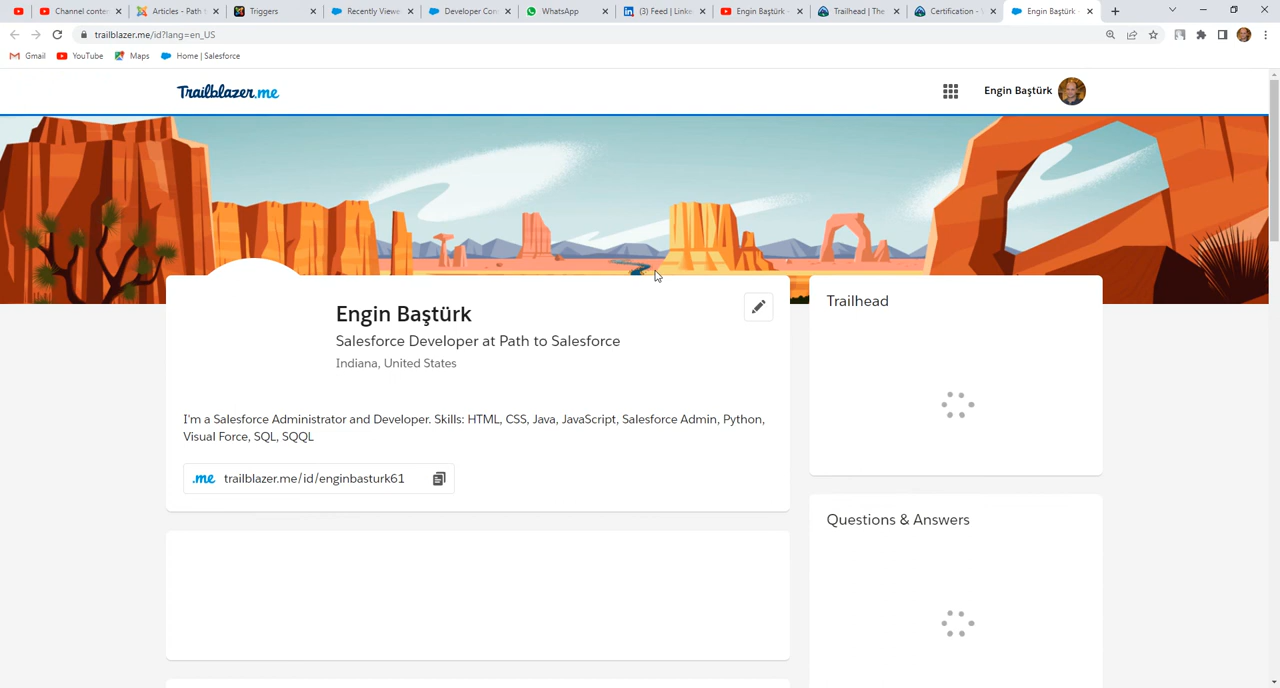 Channel conten
Articles - Path t
Triggers
Recently Viewe
Developer Con
WhatsApp
(3) Feed | Linke
Engin Baştürk -
Trailhead | The
Certification -
Engin Baştürk
trailblazer.me/id?lang=en_US
Gmail
YouTube
Maps
Home | Salesforce
Trailblazer.me
Engin Baştürk
Engin Baştürk
Salesforce Developer at Path to Salesforce
Indiana, United States
I'm a Salesforce Administrator and Developer. Skills: HTML, CSS, Java, JavaScript, Salesforce Admin, Python,
Visual Force, SQL, SQQL
.me trailblazer.me/id/enginbasturk61
Trailhead
Questions & Answers